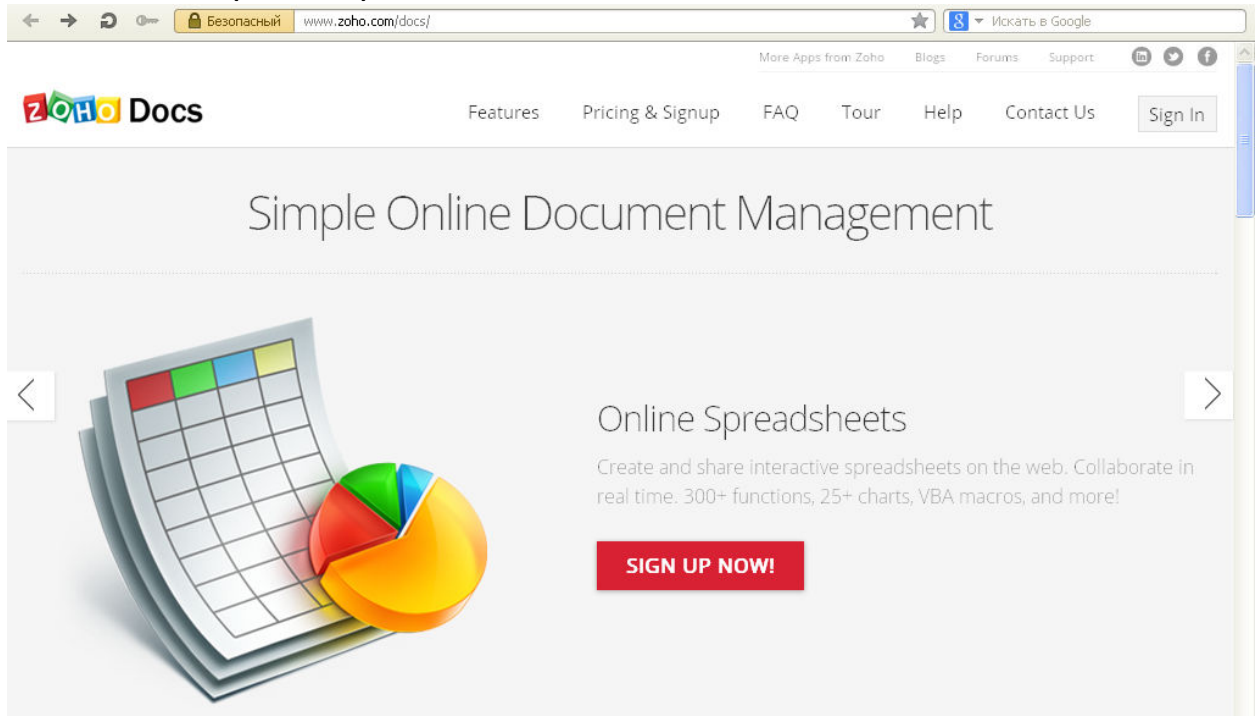 Безопасный www.zoho.com/docs/ 8 Искать в Google
More Apps from Zoho Blogs Forums Support in f
ZOHO Docs Features Pricing & Signup FAQ Tour Help Contact Us Sign In
Simple Online Document Management
Online Spreadsheets
Create and share interactive spreadsheets on the web. Collaborate in
real time. 300+ functions, 25+ charts, VBA macros, and more!
SIGN UP NOW!